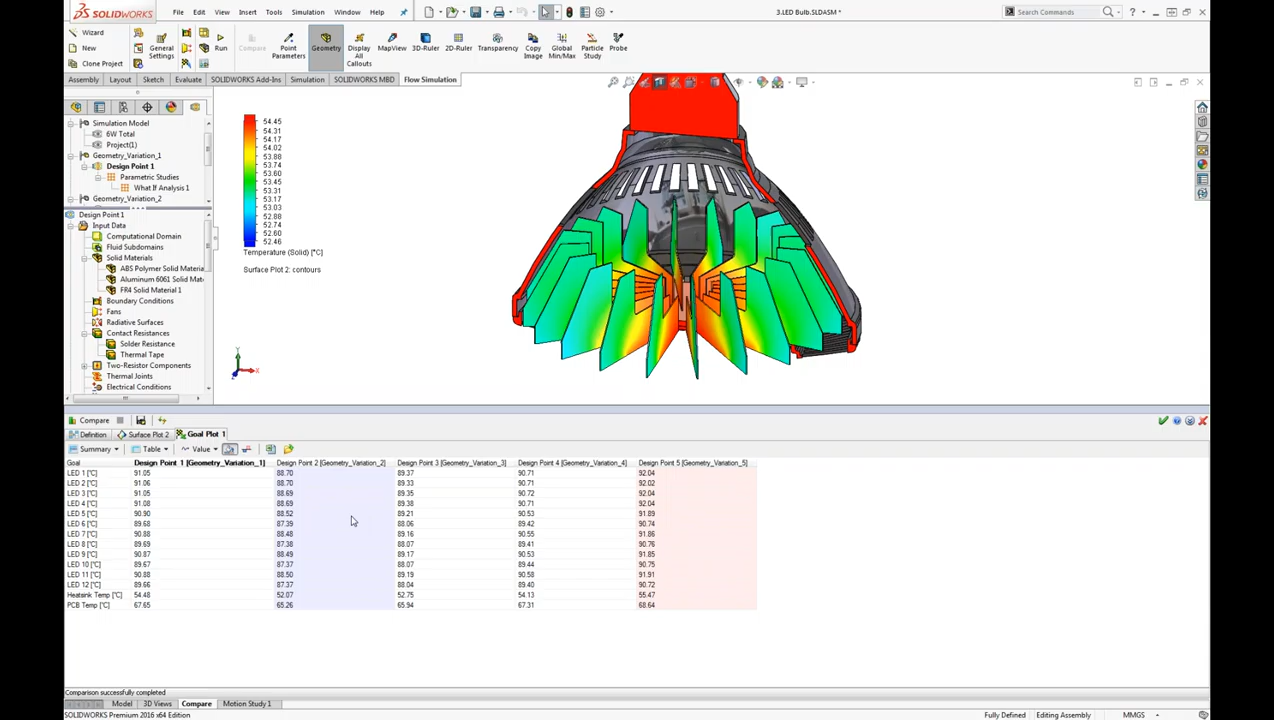 SOLIDWORKS File Edit View Insert Tools Simulation Window Help 3.LED Bulb.SLDASM * Search Commands
Wizard
New
Clone Project
General Settings
Run
Compare
Point Parameters
Geometry
Display All Callouts
MapView
3D-Ruler
2D-Ruler
Transparency
Copy Image
Global Min/Max
Particle Study
Probe
Assembly Layout Sketch Evaluate SOLIDWORKS Add-Ins Simulation SOLIDWORKS MBD Flow Simulation
Simulation Model
6W Total
Project(1)
Geometry_Variation_1
Design Point 1
Parametric Studies
What If Analysis 1
Geometry_Variation_2
Design Point 1
Input Data
Computational Domain
Fluid Subdomains
Solid Materials
ABS Polymer Solid Materia
Aluminum 6061 Solid Mate
FR4 Solid Material 1
Boundary Conditions
Fans
Radiative Surfaces
Contact Resistances
Solder Resistance
Thermal Tape
Two-Resistor Components
Thermal Joints
Electrical Conditions
54.45
54.31
54.17
54.02
53.88
53.74
53.60
53.45
53.31
53.17
53.03
52.88
52.74
52.60
52.46
Temperature (Solid) [°C]
Surface Plot 2: contours
Y
X
Compare
Definition Surface Plot 2 Goal Plot 1
Summary Table Value
Goal Design Point 1 [Geometry_Variation_1] Design Point 2 [Geometry_Variation_2] Design Point 3 [Geometry_Variation_3] Design Point 4 [Geometry_Variation_4] Design Point 5 [Geometry_Variation_5]
LED 1 [°C] 91.05 88.70 89.37 90.71 92.04
LED 2 [°C] 91.06 88.70 89.33 90.71 92.02
LED 3 [°C] 91.05 88.69 89.35 90.72 92.04
LED 4 [°C] 91.08 88.69 89.38 90.71 92.04
LED 5 [°C] 90.90 88.52 89.21 90.53 91.89
LED 6 [°C] 89.68 87.39 88.06 89.42 90.74
LED 7 [°C] 90.88 88.48 89.16 90.55 91.86
LED 8 [°C] 89.69 87.38 88.07 89.41 90.76
LED 9 [°C] 90.87 88.49 89.17 90.53 91.85
LED 10 [°C] 89.67 87.37 88.07 89.44 90.75
LED 11 [°C] 90.88 88.50 89.19 90.58 91.91
LED 12 [°C] 89.66 87.37 88.04 89.40 90.72
Heatsink Temp [°C] 54.48 52.07 52.75 54.13 55.47
PCB Temp [°C] 67.65 65.26 65.94 67.31 68.64
Comparison successfully completed
Model 3D Views Compare Motion Study 1
SOLIDWORKS Premium 2016 x64 Edition Fully Defined Editing Assembly MMGS